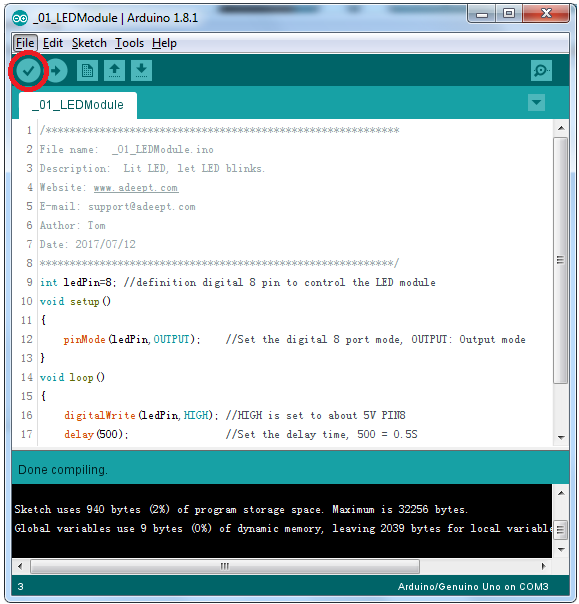 _01_LEDModule | Arduino 1.8.1
File Edit Sketch Tools Help
_01_LEDModule
1 /***********************************************************
2 File name: _01_LEDModule.ino
3 Description: Lit LED, let LED blinks.
4 Website: www.adeept.com
5 E-mail: support@adeept.com
6 Author: Tom
7 Date: 2017/07/12
8 ***********************************************************/
9 int ledPin=8; //definition digital 8 pin to control the LED module
10 void setup()
11 {
12 pinMode(ledPin,OUTPUT); //Set the digital 8 port mode, OUTPUT: Output mode
13 }
14 void loop()
15 {
16 digitalWrite(ledPin,HIGH); //HIGH is set to about 5V PIN8
17 delay(500); //Set the delay time, 500 = 0.5S
Done compiling.
Sketch uses 940 bytes (2%) of program storage space. Maximum is 32256 bytes.
Global variables use 9 bytes (0%) of dynamic memory, leaving 2039 bytes for local variable
3 Arduino/Genuino Uno on COM3